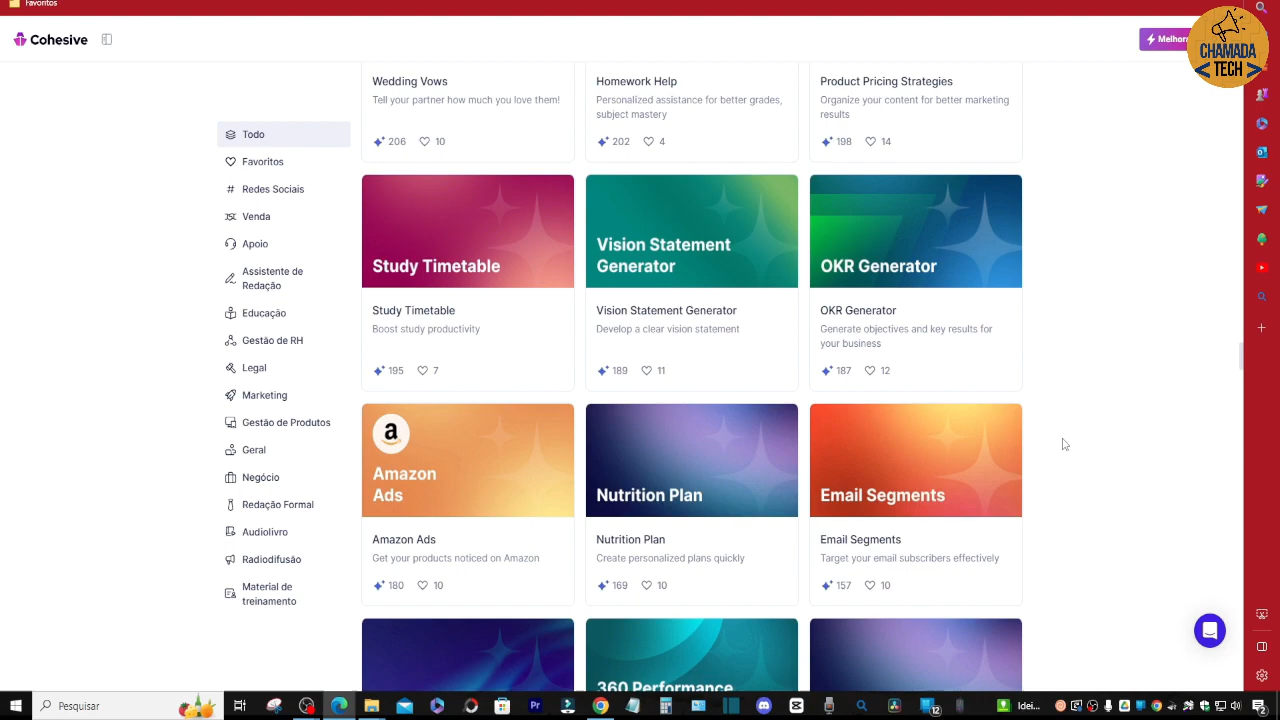 Favoritos
Cohesive
Melhora
CHAMADA
<TECH>
Todo
Favoritos
Redes Sociais
Venda
Apoio
Assistente de
Redação
Educação
Gestão de RH
Legal
Marketing
Gestão de Produtos
Geral
Negócio
Redação Formal
Audiolivro
Radiodifusão
Material de
treinamento
Wedding Vows
Tell your partner how much you love them!
206 10
Homework Help
Personalized assistance for better grades,
subject mastery
202 4
Product Pricing Strategies
Organize your content for better marketing
results
198 14
Study Timetable
Study Timetable
Boost study productivity
195 7
Vision Statement
Generator
Vision Statement Generator
Develop a clear vision statement
189 11
OKR Generator
OKR Generator
Generate objectives and key results for
your business
187 12
a
Amazon
Ads
Amazon Ads
Get your products noticed on Amazon
180 10
Nutrition Plan
Nutrition Plan
Create personalized plans quickly
169 10
Email Segments
Email Segments
Target your email subscribers effectively
157 10
360 Performance
Pesquisar
Pr
12
Idei...